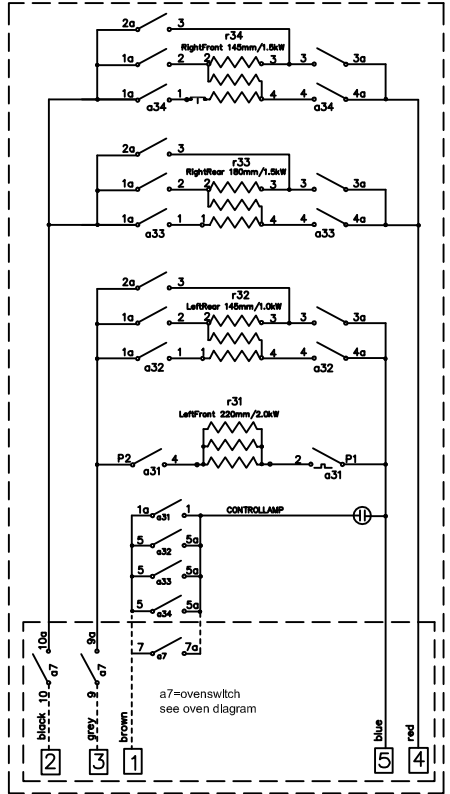 2a 3
r34
RightFront 145mm/1.5kW
1a 2 2 3 3 3a
1a 1 4 4 4a
a34 a34
2a 3
r33
RightRear 180mm/1.5kW
1a 2 2 3 3 3a
1a 1 1 4 4 4a
a33 a33
2a 3
r32
LeftRear 145mm/1.0kW
1a 2 2 3 3 3a
1a 1 1 4 4 4a
a32 a32
r31
LeftFront 220mm/2.0kW
P2 4 2 P1
a31 a31
1a a31 1 CONTROLLAMP
5 a32 5a
5 a33 5a
5 a34 5a
7 a7 7a
10a 9a
a7 a7
10 9
a7=ovenswitch
see oven diagram
black grey brown blue red
2 3 1 5 4